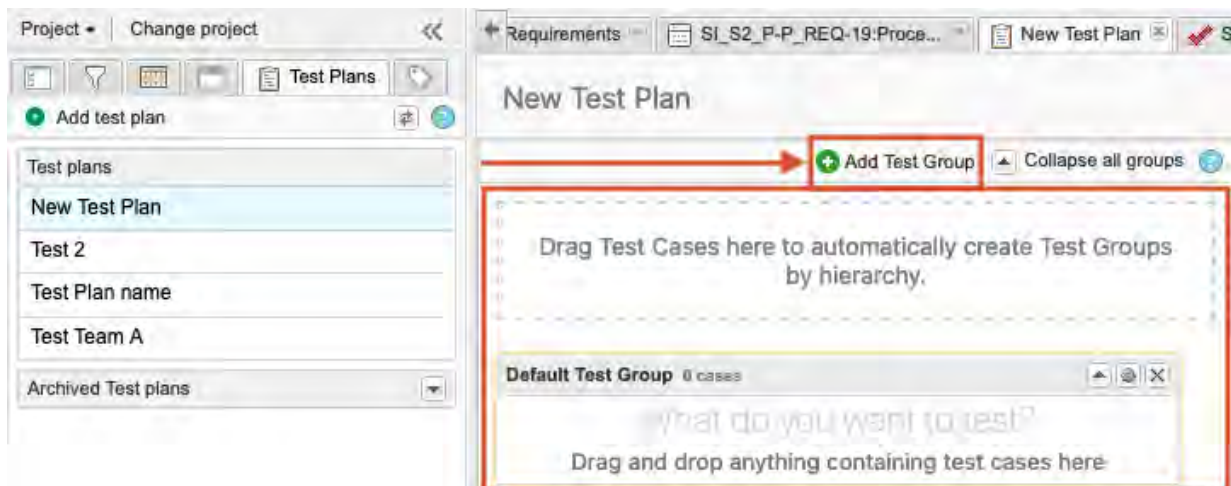 Project
Change project
Test Plans
Add test plan
Test plans
New Test Plan
Test 2
Test Plan name
Test Team A
Archived Test plans
Requirements
SI_S2_P-P_REQ-19:Proce...
New Test Plan
S
New Test Plan
Add Test Group
Collapse all groups
Drag Test Cases here to automatically create Test Groups
by hierarchy.
Default Test Group 0 cases
What do you want to test?
Drag and drop anything containing test cases here